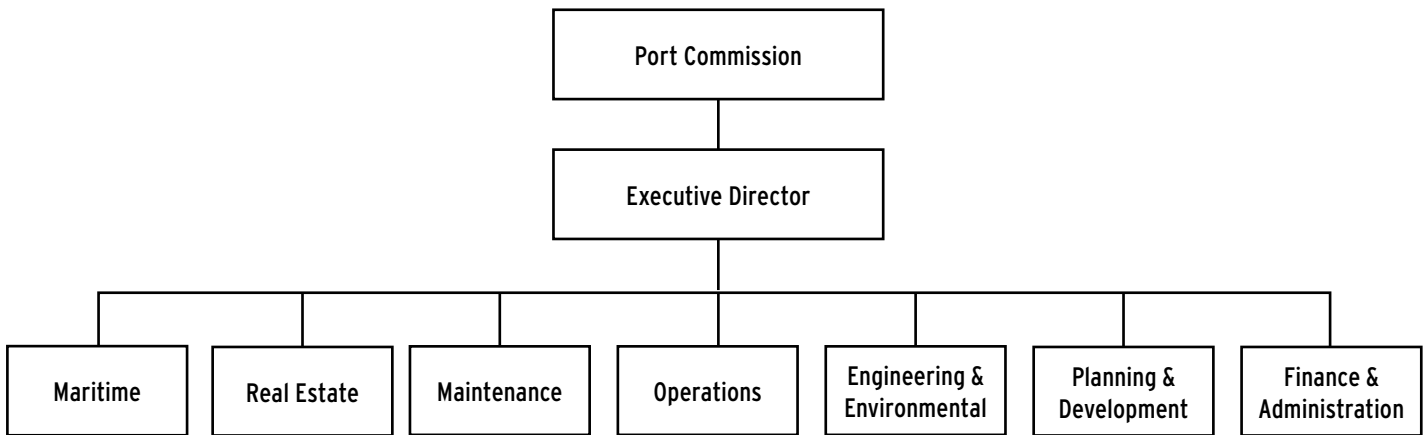 Port Commission
Executive Director
Maritime
Real Estate
Maintenance
Operations
Engineering &
Environmental
Planning &
Development
Finance &
Administration